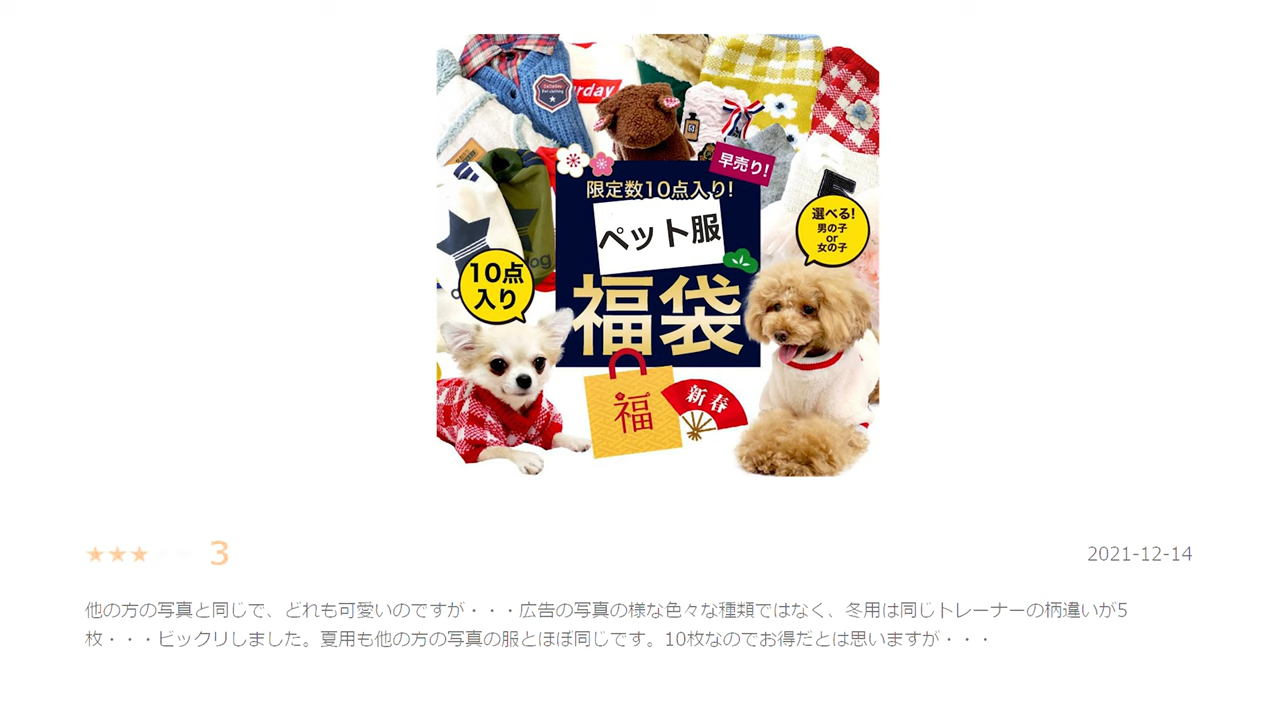 urday
早売り!
限定数10点入り!
ペット服
選べる!
男の子
or
女の子
og
10点
入り
福袋
福
新春
★★★ 3
2021-12-14
他の方の写真と同じで、どれも可愛いのですが・・・広告の写真の様な色々な種類ではなく、冬用は同じトレーナーの柄違いが5
枚・・・ビックリしました。夏用も他の方の写真の服とほぼ同じです。10枚なのでお得だとは思いますが・・・